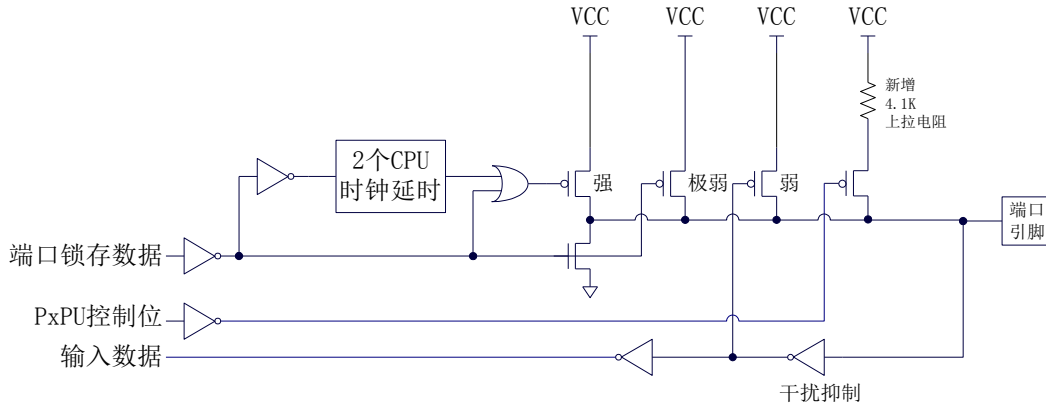 VCC VCC VCC VCC
新增
4.1K
上拉电阻
2个CPU
时钟延时
强
极弱
弱
端口
引脚
端口锁存数据
PxPU控制位
输入数据
干扰抑制